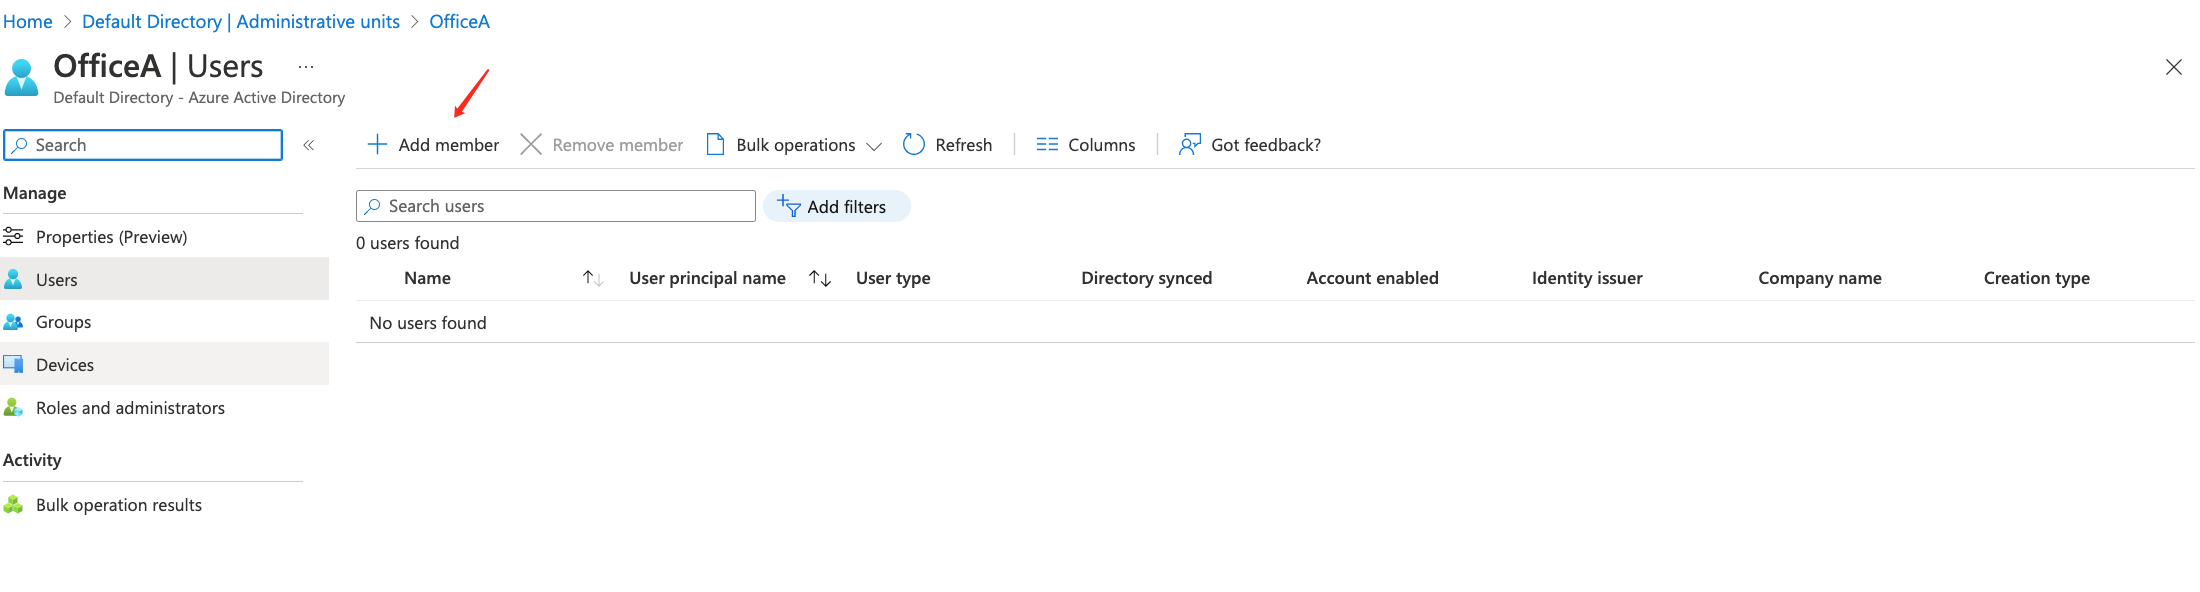 Home > Default Directory | Administrative units > OfficeA
OfficeA | Users ...
Default Directory - Azure Active Directory
Search «
Add member Remove member Bulk operations Refresh Columns Got feedback?
Manage
Properties (Preview)
Users
Groups
Devices
Roles and administrators
Activity
Bulk operation results
Search users Add filters
0 users found
Name User principal name User type Directory synced Account enabled Identity issuer Company name Creation type
No users found